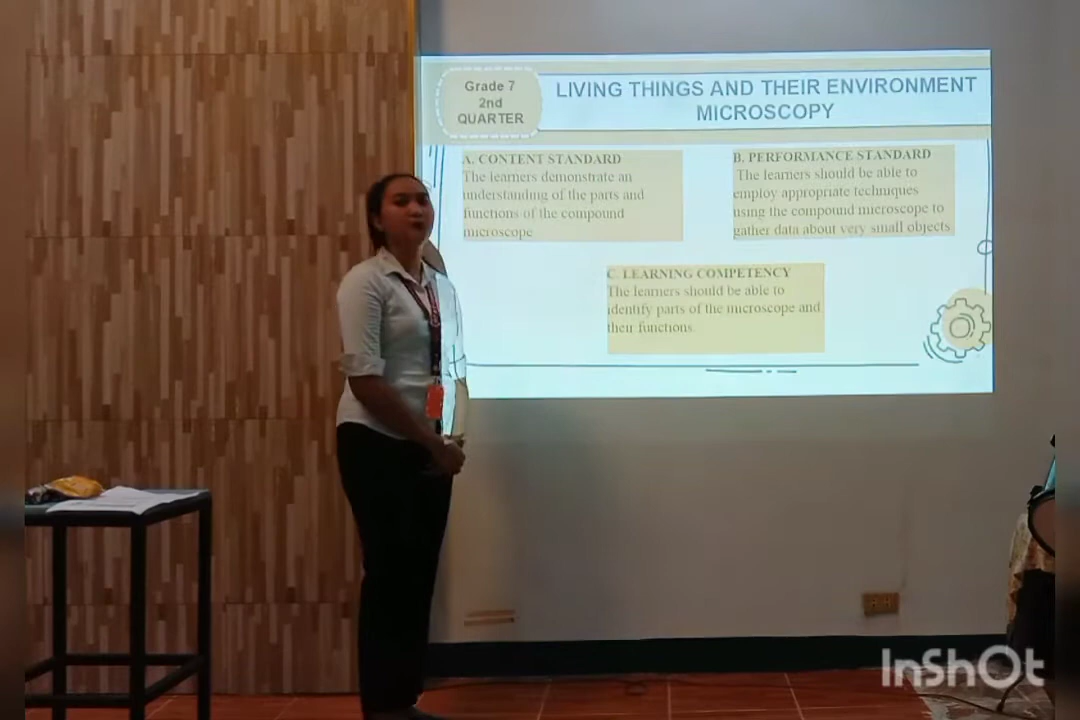 Grade 7
2nd
QUARTER
LIVING THINGS AND THEIR ENVIRONMENT
MICROSCOPY
A. CONTENT STANDARD
The learners demonstrate an
understanding of the parts and
functions of the compound
microscope
B. PERFORMANCE STANDARD
The learners should be able to
employ appropriate techniques
using the compound microscope to
gather data about very small objects
C. LEARNING COMPETENCY
The learners should be able to
identify parts of the microscope and
their functions.
InShOt